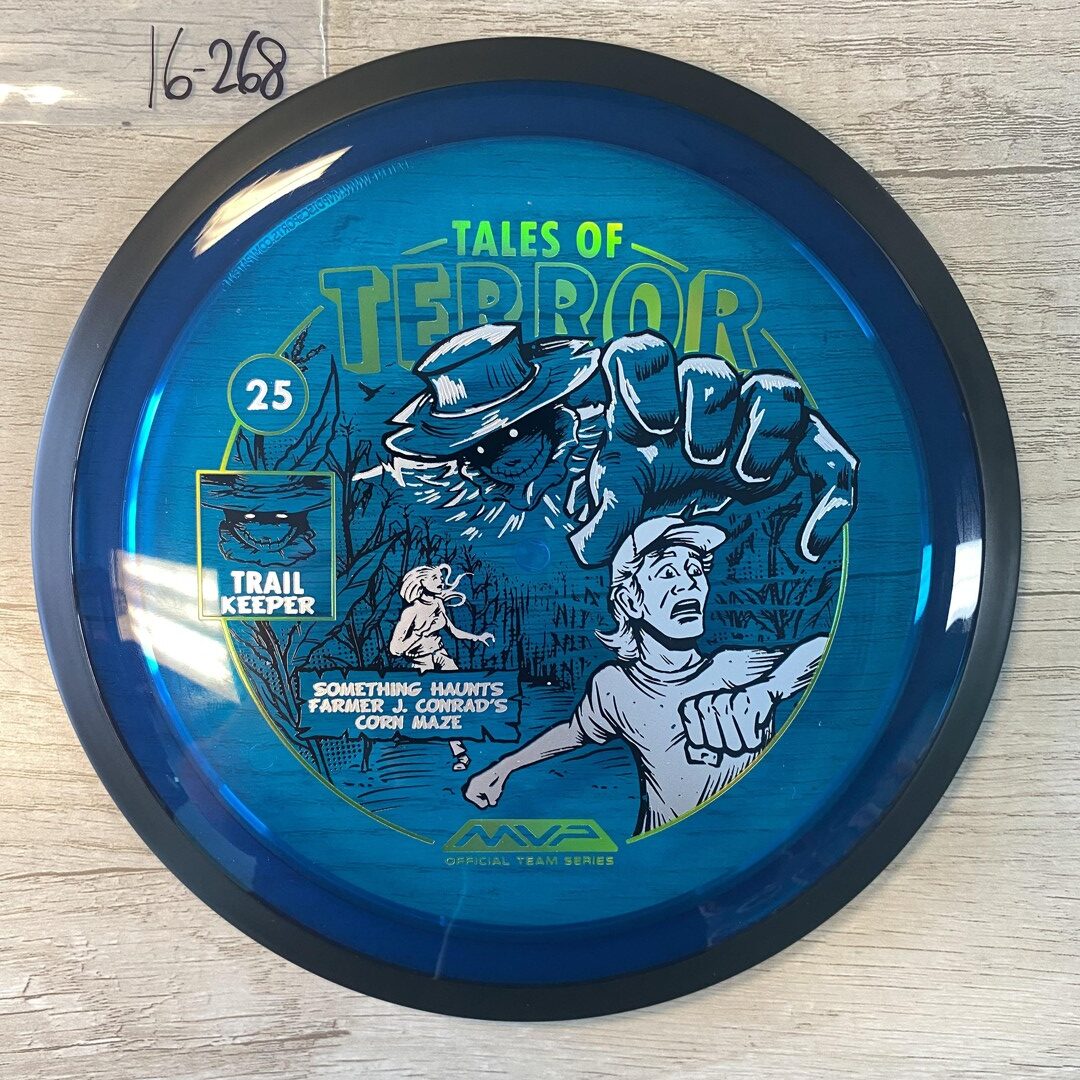 16-268
TALES OF
TERROR
25
TRAIL
KEEPER
SOMETHING HAUNTS
FARMER J. CONRAD'S
CORN MAZE
MVP
OFFICIAL TEAM SERIES